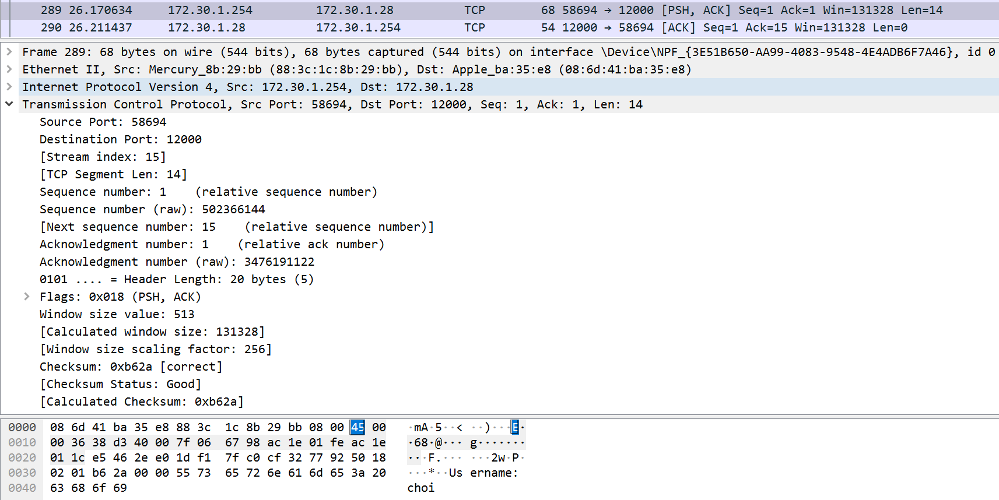 289 26.170634 172.30.1.254 172.30.1.28 TCP 68 58694 → 12000 [PSH, ACK] Seq=1 Ack=1 Win=131328 Len=14
290 26.211437 172.30.1.28 172.30.1.254 TCP 54 12000 → 58694 [ACK] Seq=1 Ack=15 Win=131328 Len=0
Frame 289: 68 bytes on wire (544 bits), 68 bytes captured (544 bits) on interface \Device\NPF_{3E51B650-AA99-4083-9548-4E4ADB6F7A46}, id 0
Ethernet II, Src: Mercury_8b:29:bb (88:3c:1c:8b:29:bb), Dst: Apple_ba:35:e8 (08:6d:41:ba:35:e8)
Internet Protocol Version 4, Src: 172.30.1.254, Dst: 172.30.1.28
Transmission Control Protocol, Src Port: 58694, Dst Port: 12000, Seq: 1, Ack: 1, Len: 14
Source Port: 58694
Destination Port: 12000
[Stream index: 15]
[TCP Segment Len: 14]
Sequence number: 1    (relative sequence number)
Sequence number (raw): 502366144
[Next sequence number: 15    (relative sequence number)]
Acknowledgment number: 1    (relative ack number)
Acknowledgment number (raw): 3476191122
0101 .... = Header Length: 20 bytes (5)
Flags: 0x018 (PSH, ACK)
Window size value: 513
[Calculated window size: 131328]
[Window size scaling factor: 256]
Checksum: 0xb62a [correct]
[Checksum Status: Good]
[Calculated Checksum: 0xb62a]
0000 08 6d 41 ba 35 e8 88 3c 1c 8b 29 bb 08 00 45 00 ·mA·5··< ··)···E·
0010 00 36 38 d3 40 00 7f 06 67 98 ac 1e 01 fe ac 1e ·68·@··· g·······
0020 01 1c e5 46 2e e0 1d f1 7f c0 cf 32 77 92 50 18 ···F.··· ···2w·P·
0030 02 01 b6 2a 00 00 55 73 65 72 6e 61 6d 65 3a 20 ···*··Us ername:
0040 63 68 6f 69 choi